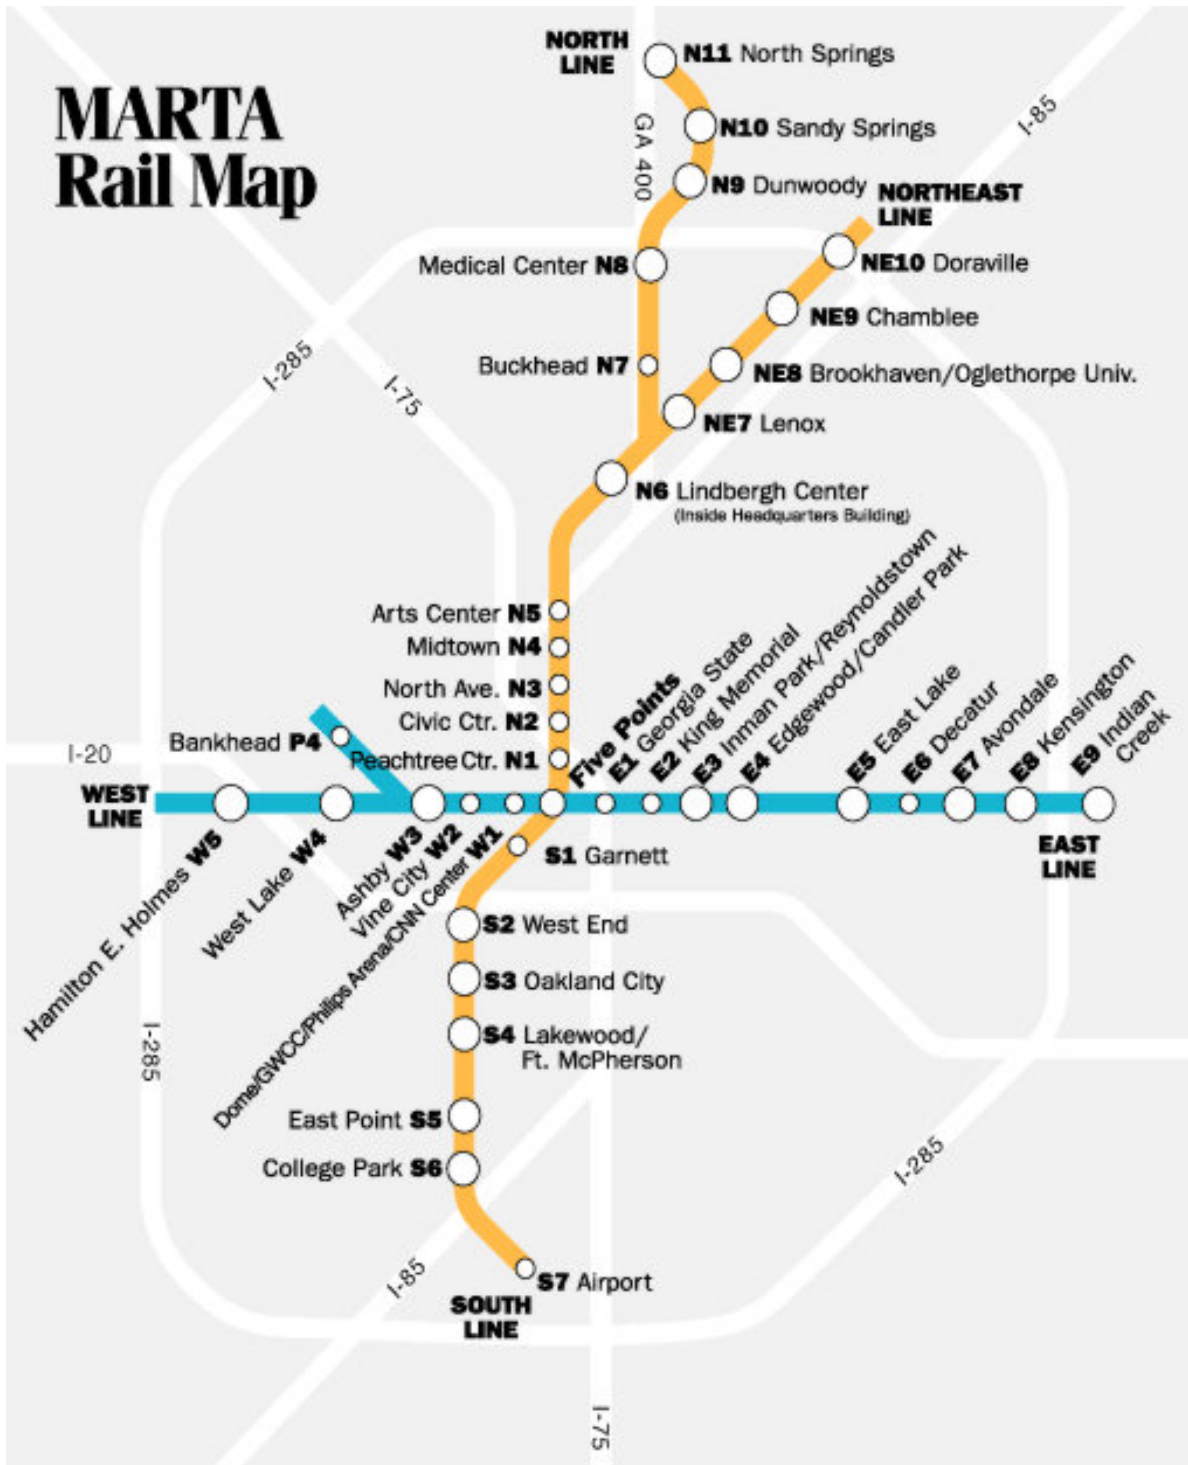 MARTA
Rail Map
NORTH
LINE
N11 North Springs
GA 400
N10 Sandy Springs
I-85
N9 Dunwoody
NORTHEAST
LINE
Medical Center N8
NE10 Doraville
NE9 Chamblee
I-285
I-75
Buckhead N7
NE8 Brookhaven/Oglethorpe Univ.
NE7 Lenox
N6 Lindbergh Center
(Inside Headquarters Building)
Arts Center N5
Midtown N4
North Ave. N3
Civic Ctr. N2
Peachtree Ctr. N1
Bankhead P4
I-20
WEST
LINE
Five Points
E1 Georgia State
E2 King Memorial
E3 Inman Park/Reynoldstown
E4 Edgewood/Candler Park
E5 East Lake
E6 Decatur
E7 Avondale
E8 Kensington
E9 Indian
Creek
EAST
LINE
Hamilton E. Holmes W5
West Lake W4
Ashby W3
Vine City W2
Dome/GWCC/Philips Arena/CNN Center W1
S1 Garnett
S2 West End
S3 Oakland City
S4 Lakewood/
Ft. McPherson
I-285
East Point S5
College Park S6
I-285
I-85
S7 Airport
SOUTH
LINE
I-75